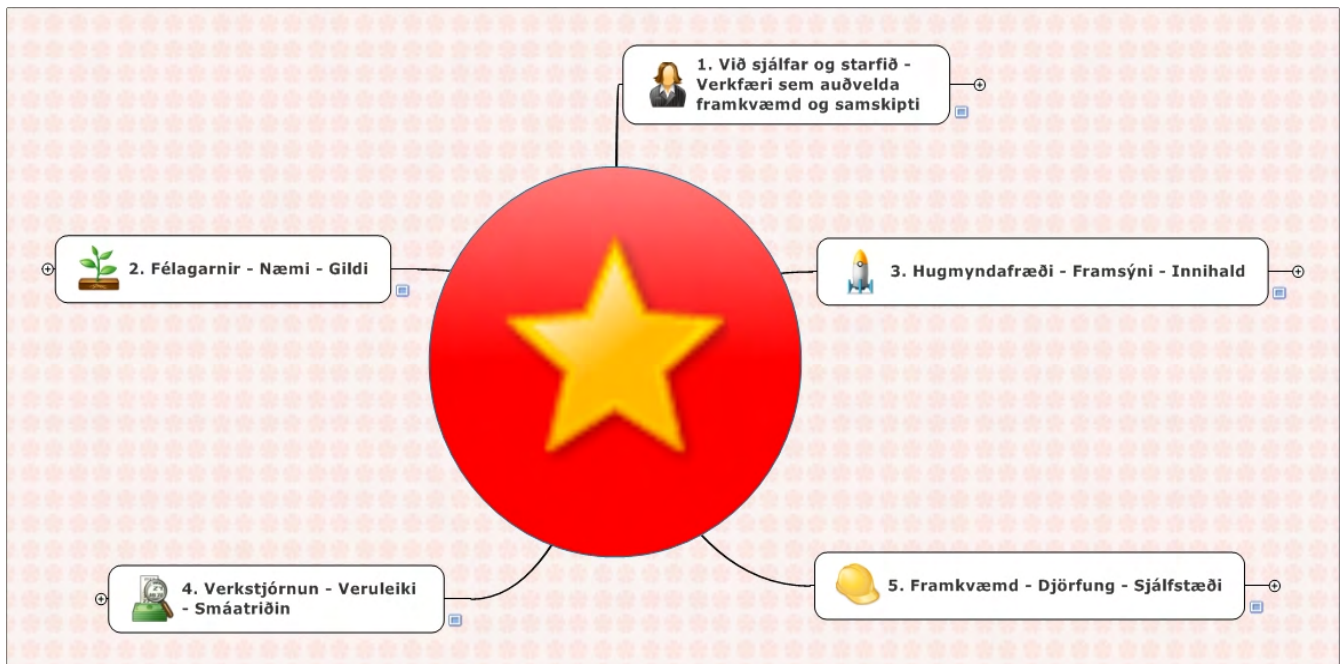 1. Við sjálfar og starfið -
Verkfæri sem auðvelda
framkvæmd og samskipti
2. Félagarnir - Næmi - Gildi
3. Hugmyndafræði - Framsýni - Innihald
4. Verkstjórnun - Veruleiki
- Smáatriðin
5. Framkvæmd - Djörfung - Sjálfstæði